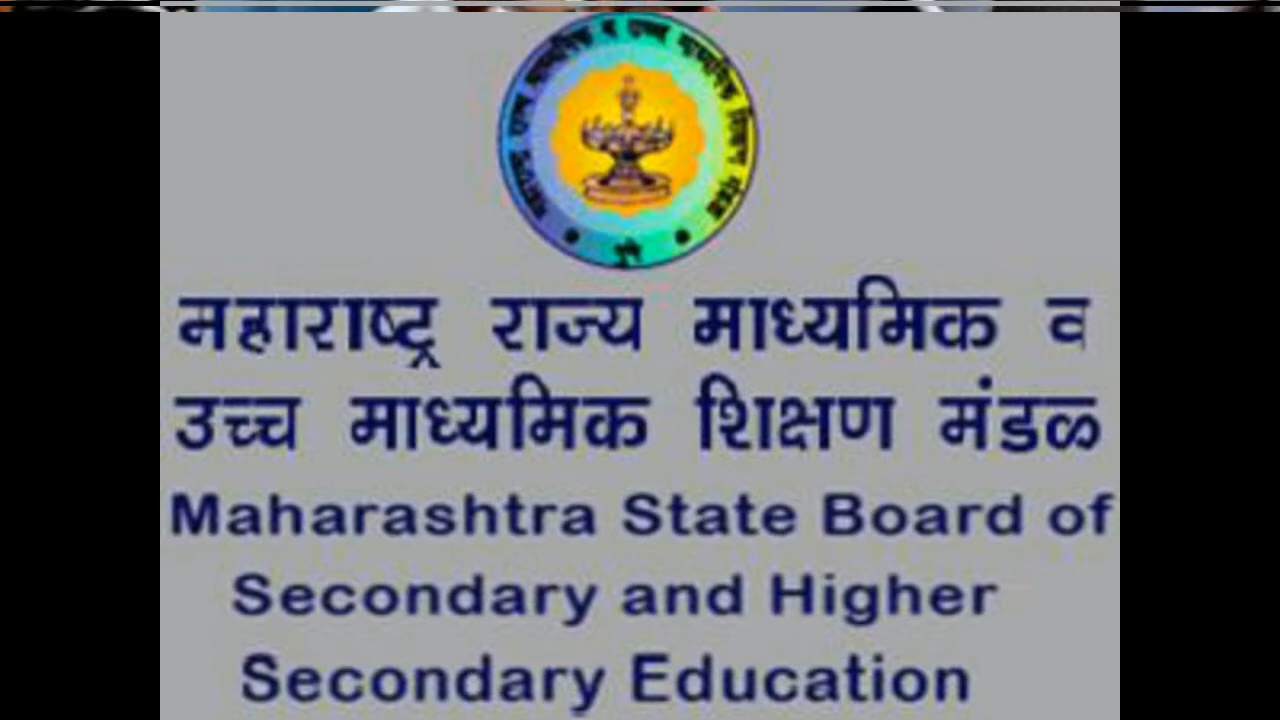 महाराष्ट्र राज्य माध्यमिक व
उच्च माध्यमिक शिक्षण मंडळ
Maharashtra State Board of
Secondary and Higher
Secondary Education